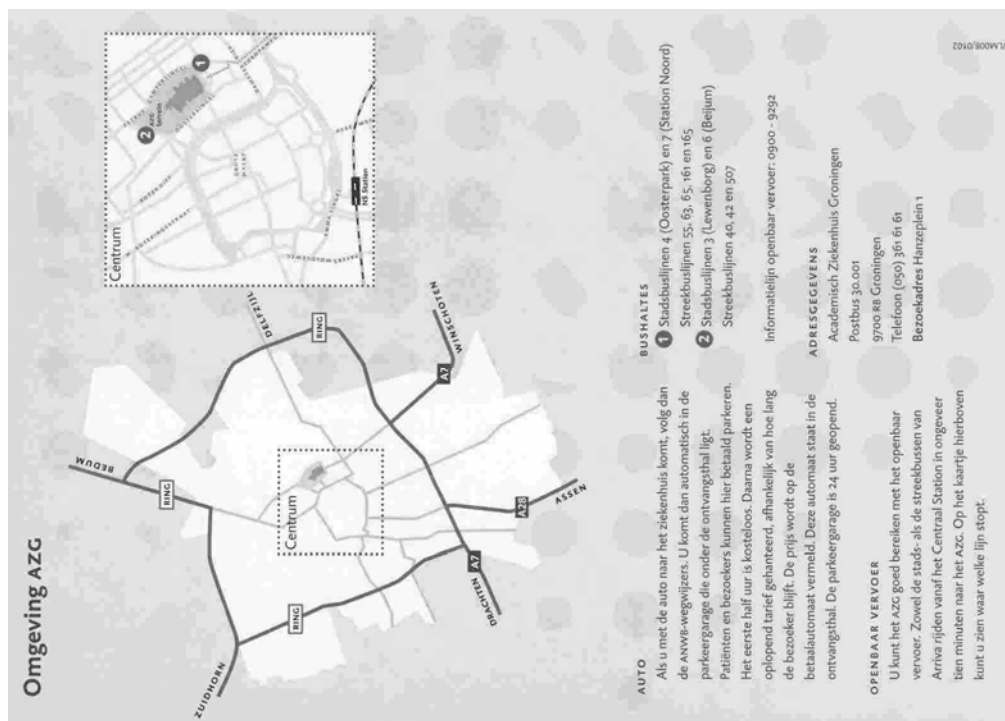 Omgeving AZG
ZUIDHORN
BEDUM
DELFZIJL
WINSCHOTEN
ASSEN
DRACHTEN
RING
RING
RING
RING
A7
A28
A7
Centrum
Centrum
AZG
terrein
2
1
GROTE
MARKT
EMMASINGEL
NS Station
AUTO
Als u met de auto naar het ziekenhuis komt, volg dan
de ANWB-wegwijzers. U komt dan automatisch in de
parkeergarage die onder de ontvangsthal ligt.
Patiënten en bezoekers kunnen hier betaald parkeren.
Het eerste half uur is kosteloos. Daarna wordt een
oplopend tarief gehanteerd, afhankelijk van hoe lang
de bezoeker blijft. De prijs wordt op de
betaalautomaat vermeld. Deze automaat staat in de
ontvangsthal. De parkeergarage is 24 uur geopend.
OPENBAAR VERVOER
U kunt het AZG goed bereiken met het openbaar
vervoer. Zowel de stads- als de streekbussen van
Arriva rijden vanaf het Centraal Station in ongeveer
tien minuten naar het AZG. Op het kaartje hierboven
kunt u zien waar welke lijn stopt.
BUSHALTES
1 Stadsbuslijnen 4 (Oosterpark) en 7 (Station Noord)
Streekbuslijnen 55, 63, 65, 161 en 165
2 Stadsbuslijnen 3 (Lewenborg) en 6 (Beijum)
Streekbuslijnen 40, 42 en 507
Informatielijn openbaar vervoer: 0900 - 9292
ADRESGEGEVENS
Academisch Ziekenhuis Groningen
Postbus 30.001
9700 RB Groningen
Telefoon (050) 361 61 61
Bezoekadres Hanzeplein 1